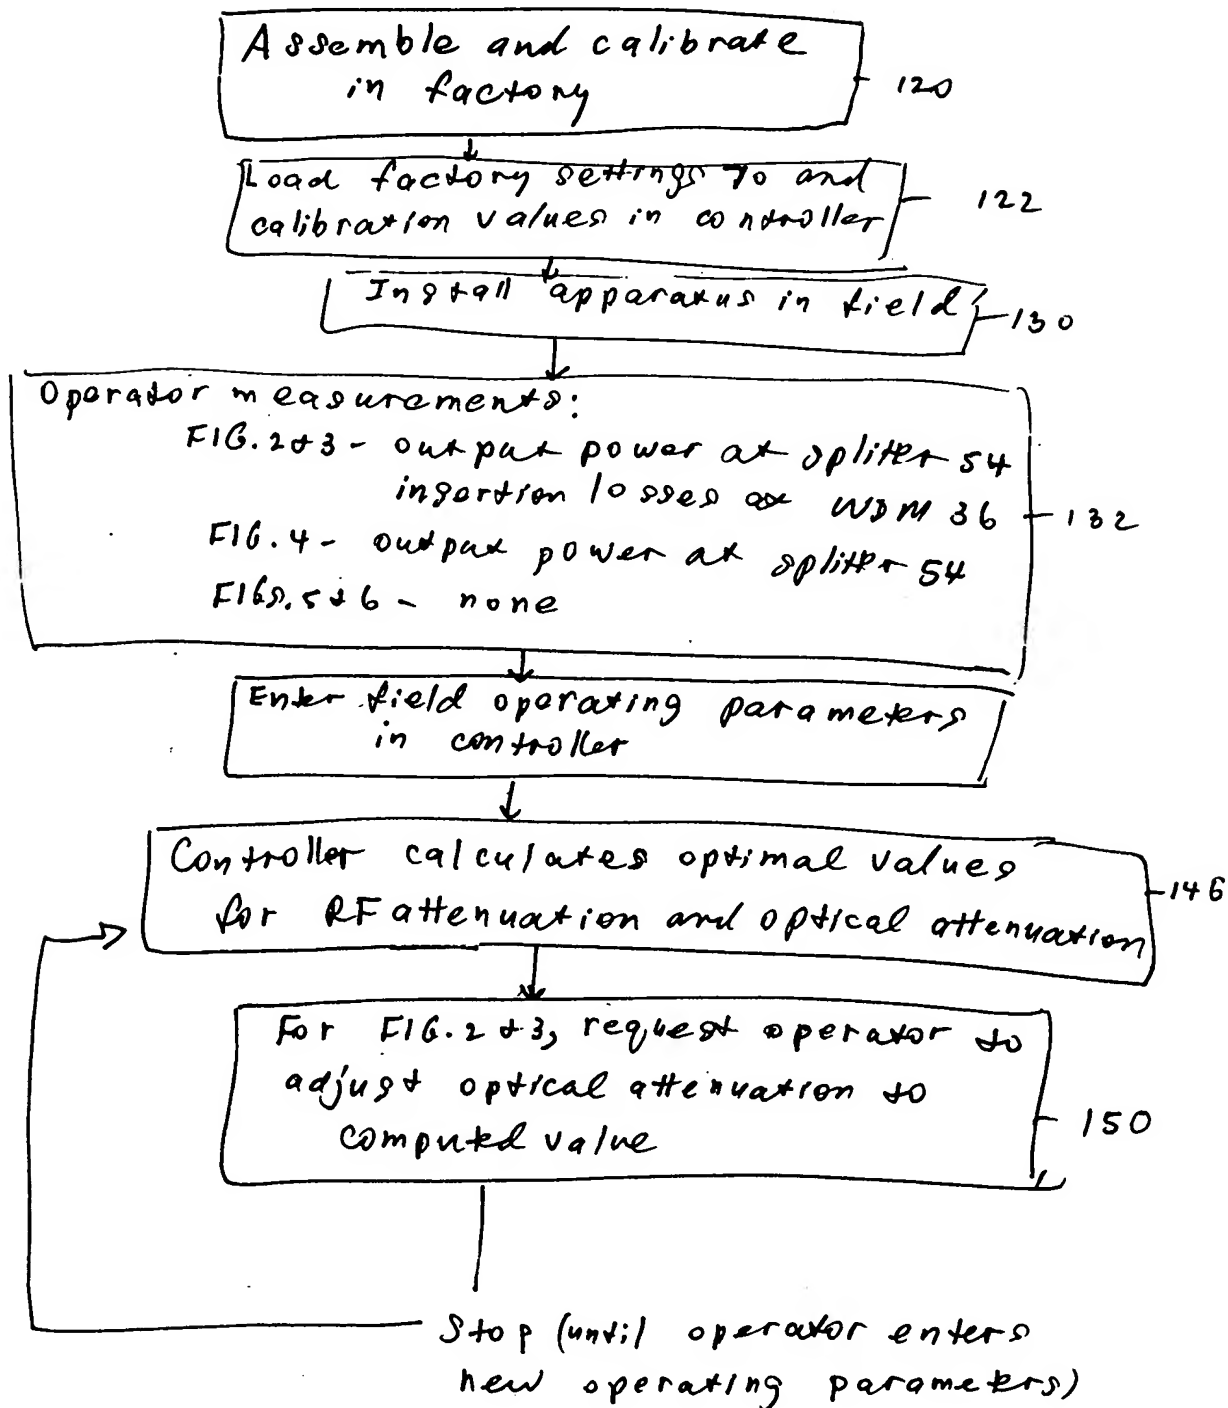 Assemble and calibrate
in factory
120
Load factory settings to and
calibration values in controller
122
Install apparatus in field
130
Operator measurements:
FIG. 2+3 - output power at splitter 54
insertion losses at WDM 36
132
FIG. 4 - output power at splitter 54
FIGS. 5+6 - none
Enter field operating parameters
in controller
Controller calculates optimal values
for RF attenuation and optical attenuation
146
For FIG. 2+3, request operator to
adjust optical attenuation to
computed value
150
Stop (until operator enters
new operating parameters)